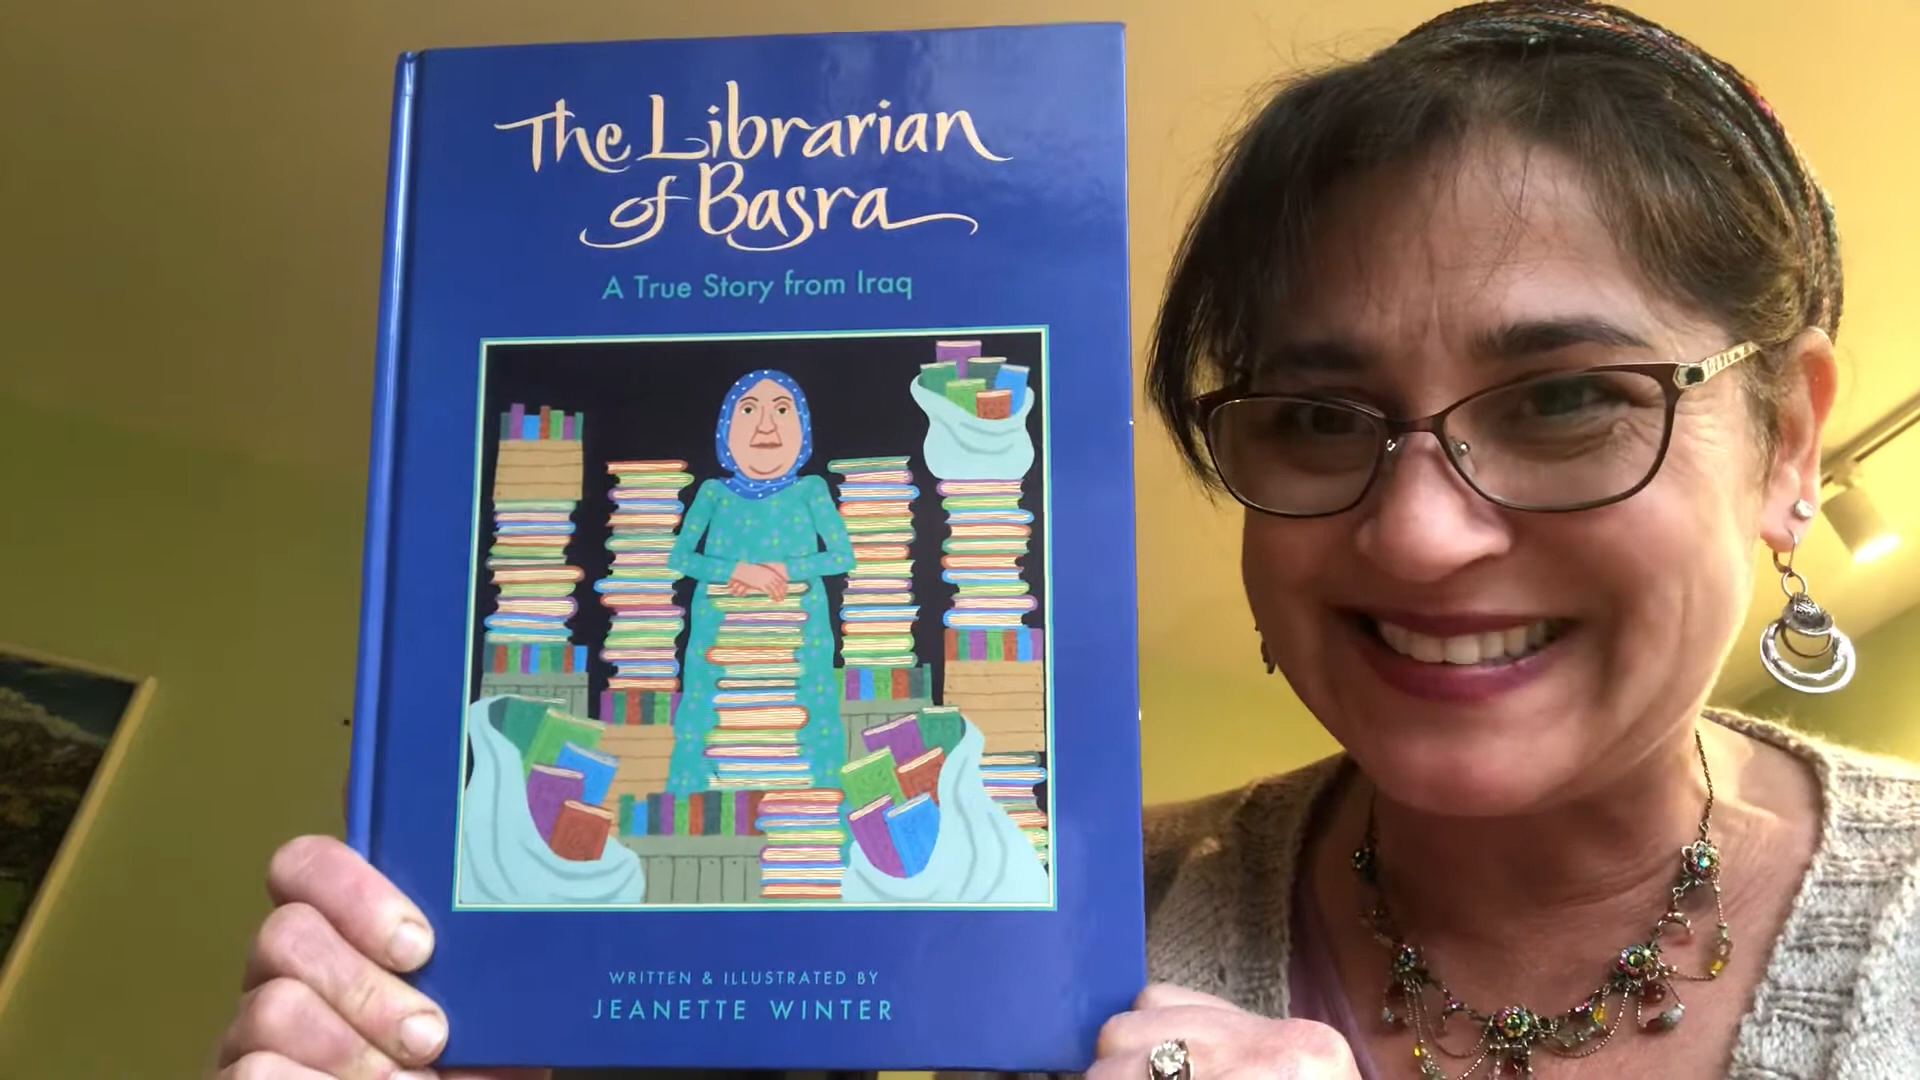 The Librarian
of Basra
A True Story from Iraq
WRITTEN & ILLUSTRATED BY
JEANETTE WINTER